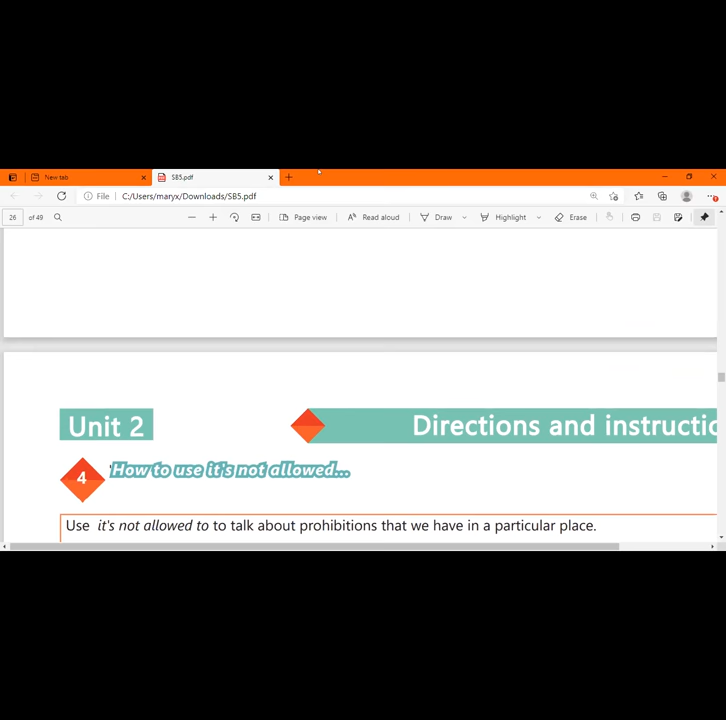 New tab
SB5.pdf
File C:/Users/maryx/Downloads/SB5.pdf
26 of 49 Page view Read aloud Draw Highlight Erase
Unit 2
Directions and instructio
4
How to use it's not allowed...
Use it's not allowed to to talk about prohibitions that we have in a particular place.